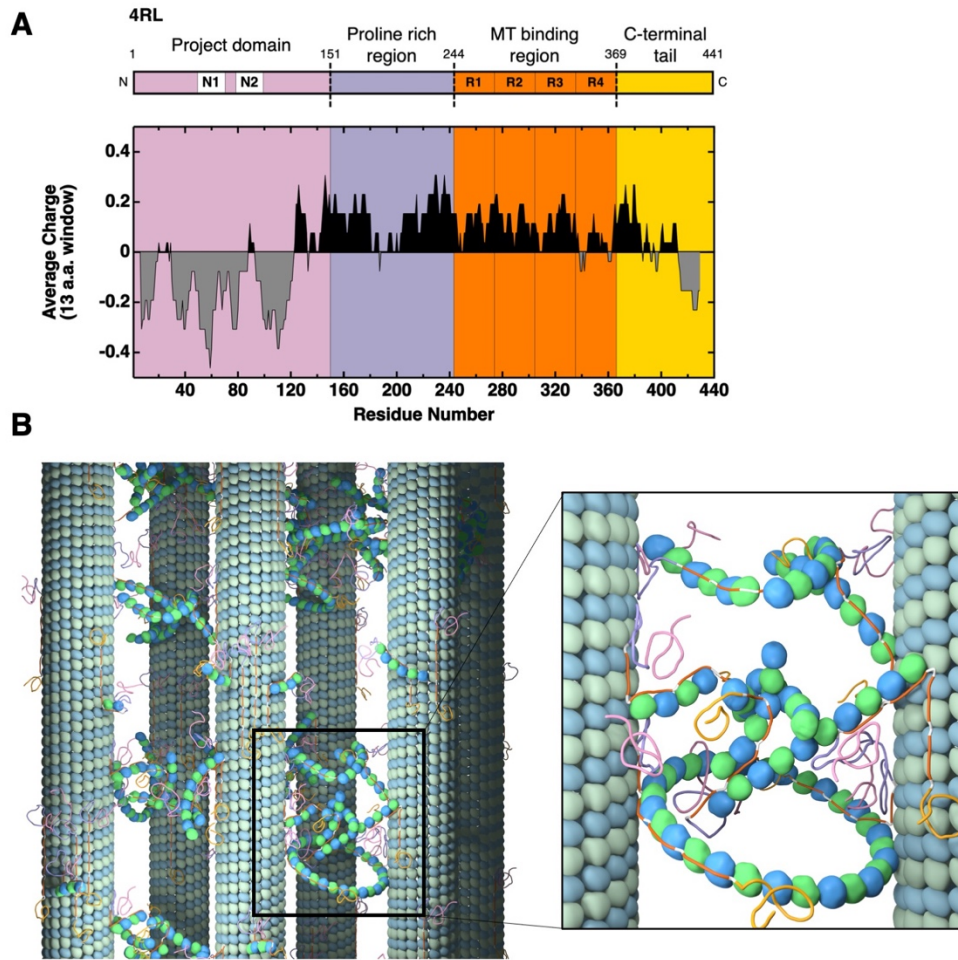 A
4RL
Project domain
Proline rich
region
MT binding
region
C-terminal
tail
1
151
244
369
441
N
N1
N2
R1
R2
R3
R4
C
Average Charge
(13 a.a. window)
0.4
0.2
0
-0.2
-0.4
40
80
120
160
200
240
280
320
360
400
440
Residue Number
B